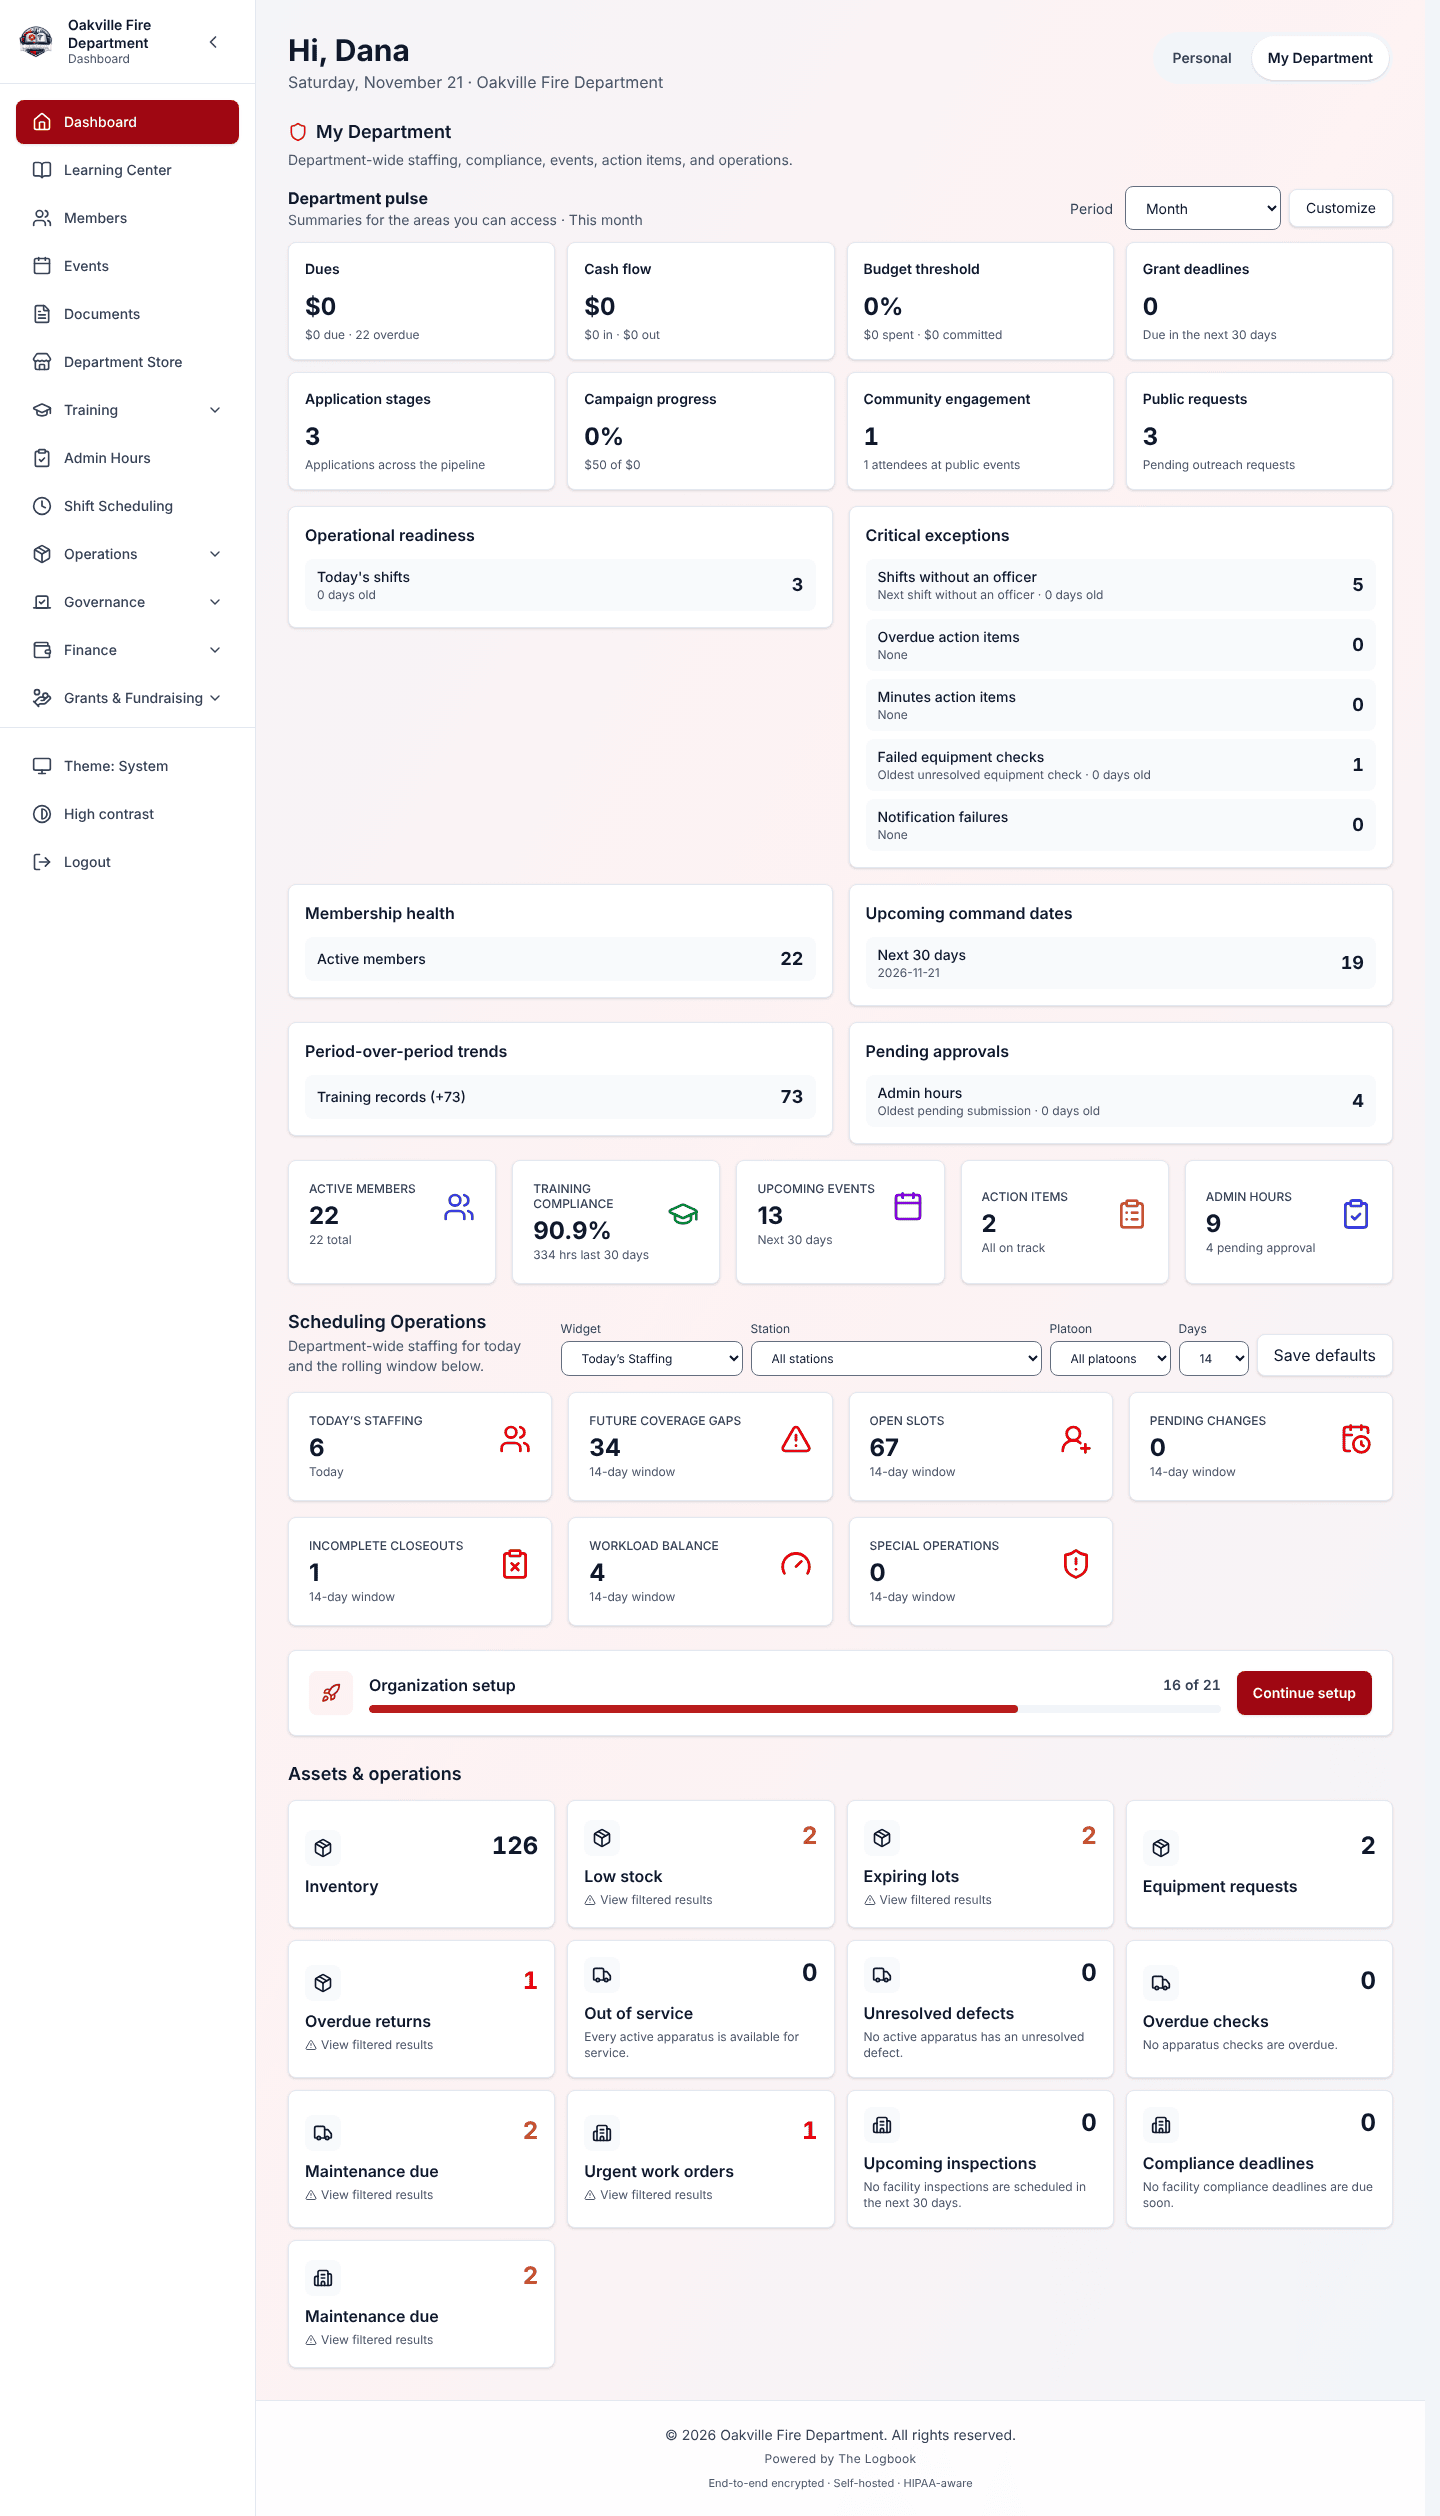 Oakville Fire
Department
Dashboard
Dashboard
Learning Center
Members
Events
Documents
Department Store
Training
Admin Hours
Shift Scheduling
Operations
Governance
Finance
Grants & Fundraising
Theme: System
High contrast
Logout
Hi, Dana
Saturday, November 21 · Oakville Fire Department
Personal
My Department
My Department
Department-wide staffing, compliance, events, action items, and operations.
Department pulse
Summaries for the areas you can access · This month
Period
Month
Customize
Dues
$0
$0 due · 22 overdue
Cash flow
$0
$0 in · $0 out
Budget threshold
0%
$0 spent · $0 committed
Grant deadlines
0
Due in the next 30 days
Application stages
3
Applications across the pipeline
Campaign progress
0%
$50 of $0
Community engagement
1
1 attendees at public events
Public requests
3
Pending outreach requests
Operational readiness
Today's shifts
0 days old
3
Critical exceptions
Shifts without an officer
Next shift without an officer · 0 days old
5
Overdue action items
None
0
Minutes action items
None
0
Failed equipment checks
Oldest unresolved equipment check · 0 days old
1
Notification failures
None
0
Membership health
Active members
22
Upcoming command dates
Next 30 days
2026-11-21
19
Period-over-period trends
Training records (+73)
73
Pending approvals
Admin hours
Oldest pending submission · 0 days old
4
ACTIVE MEMBERS
22
22 total
TRAINING
COMPLIANCE
90.9%
334 hrs last 30 days
UPCOMING EVENTS
13
Next 30 days
ACTION ITEMS
2
All on track
ADMIN HOURS
9
4 pending approval
Scheduling Operations
Department-wide staffing for today
and the rolling window below.
Widget
Today's Staffing
Station
All stations
Platoon
All platoons
Days
14
Save defaults
TODAY'S STAFFING
6
Today
FUTURE COVERAGE GAPS
34
14-day window
OPEN SLOTS
67
14-day window
PENDING CHANGES
0
14-day window
INCOMPLETE CLOSEOUTS
1
14-day window
WORKLOAD BALANCE
4
14-day window
SPECIAL OPERATIONS
0
14-day window
Organization setup
16 of 21
Continue setup
Assets & operations
126
Inventory
2
Low stock
View filtered results
2
Expiring lots
View filtered results
2
Equipment requests
1
Overdue returns
View filtered results
0
Out of service
Every active apparatus is available for
service.
0
Unresolved defects
No active apparatus has an unresolved
defect.
0
Overdue checks
No apparatus checks are overdue.
2
Maintenance due
View filtered results
1
Urgent work orders
View filtered results
0
Upcoming inspections
No facility inspections are scheduled in
the next 30 days.
0
Compliance deadlines
No facility compliance deadlines are due
soon.
2
Maintenance due
View filtered results
© 2026 Oakville Fire Department. All rights reserved.
Powered by The Logbook
End-to-end encrypted · Self-hosted · HIPAA-aware